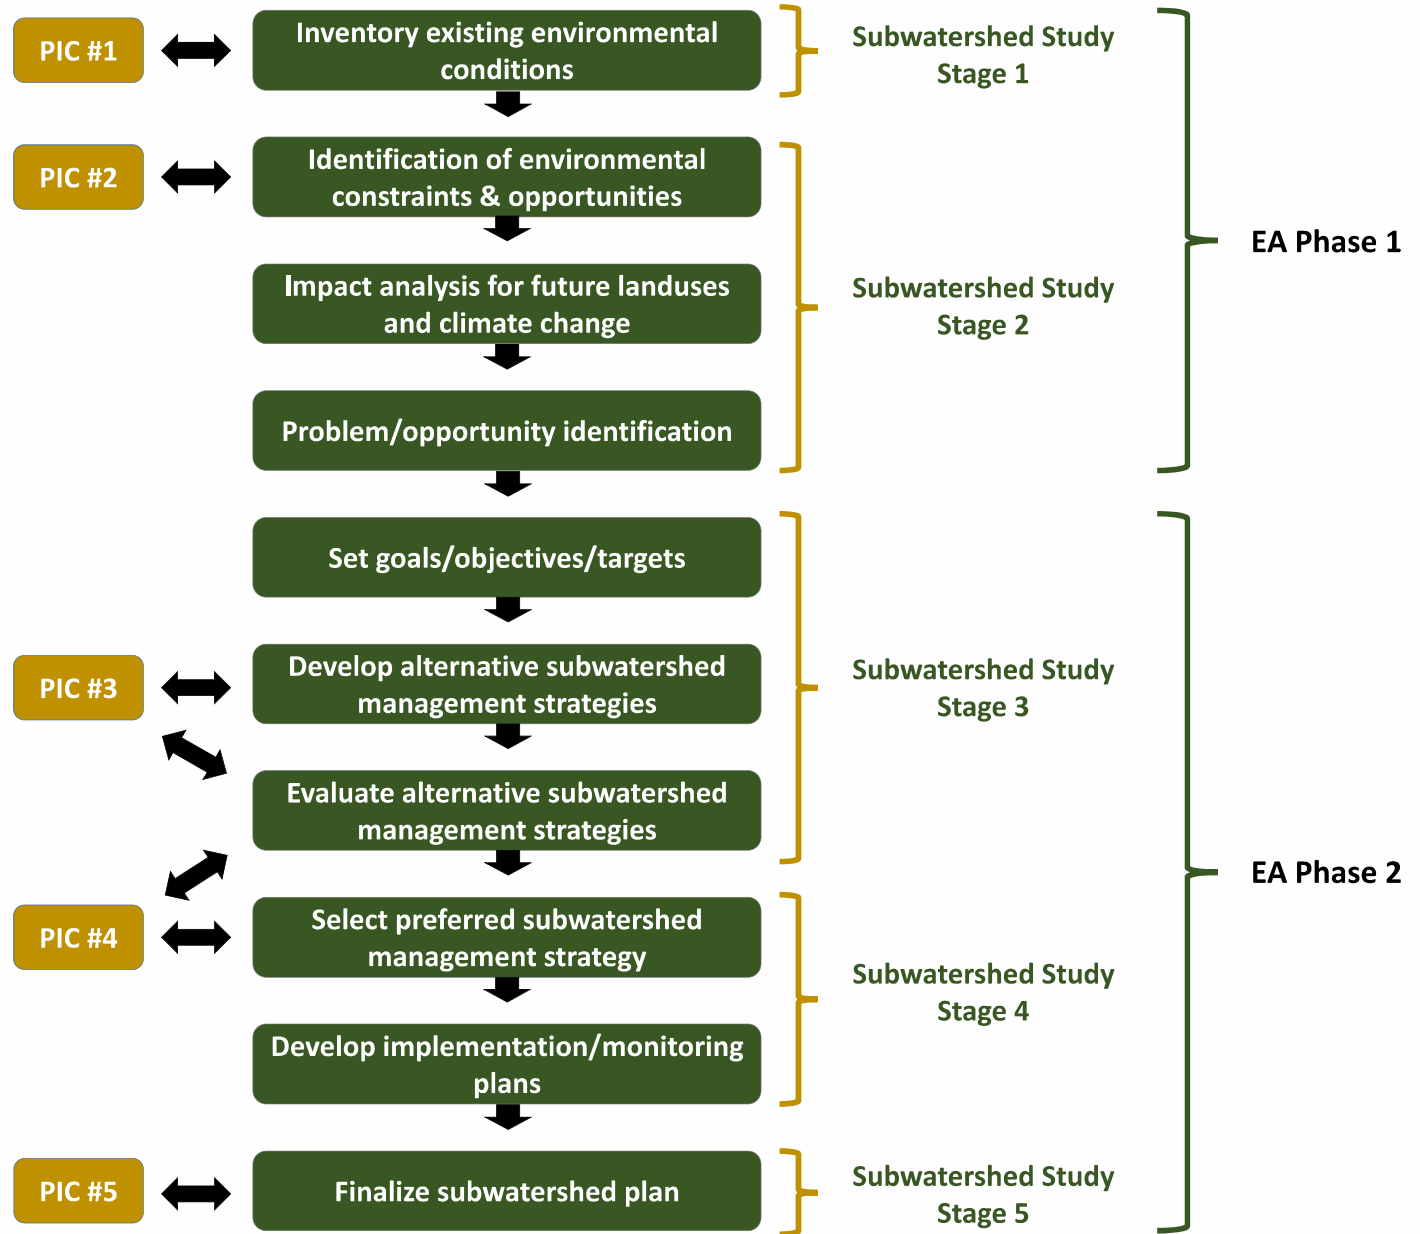 PIC #1
Inventory existing environmental
conditions
Subwatershed Study
Stage 1
PIC #2
Identification of environmental
constraints & opportunities
EA Phase 1
Impact analysis for future landuses
and climate change
Subwatershed Study
Stage 2
Problem/opportunity identification
Set goals/objectives/targets
PIC #3
Develop alternative subwatershed
management strategies
Subwatershed Study
Stage 3
Evaluate alternative subwatershed
management strategies
EA Phase 2
PIC #4
Select preferred subwatershed
management strategy
Subwatershed Study
Stage 4
Develop implementation/monitoring
plans
PIC #5
Finalize subwatershed plan
Subwatershed Study
Stage 5